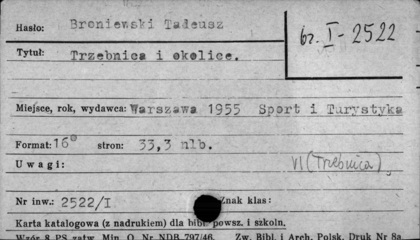 Hasło: Broniewski Tadeusz
br. I-2522
Tytuł: Trzebnica i okolice.
Miejsce, rok, wydawca: Warszawa 1955 Sport i Turystyka
Format: 16° stron: 33,3 nlb.
Uwagi: VI (Trzebnica)
Nr inw.: 2522/I Znak klas:
Karta katalogowa (z nadrukiem) dla bibl. powsz. i szkoln.
Wzór 8 PS zatw. Min. O. Nr NDB 797/46. Zw. Bibl. i Arch. Polsk. Druk Nr 8a